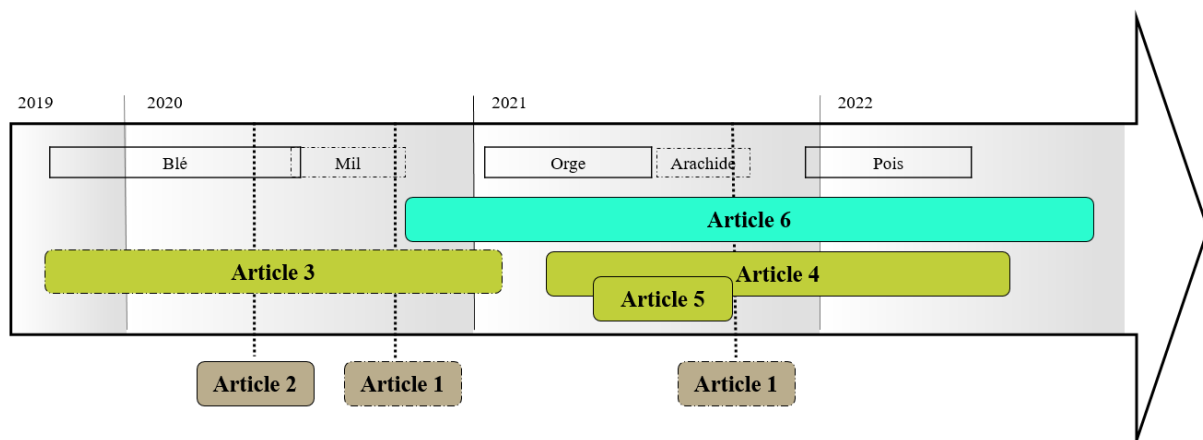 2019
2020
2021
2022
Blé
Mil
Orge
Arachide
Pois
Article 6
Article 3
Article 4
Article 5
Article 2
Article 1
Article 1